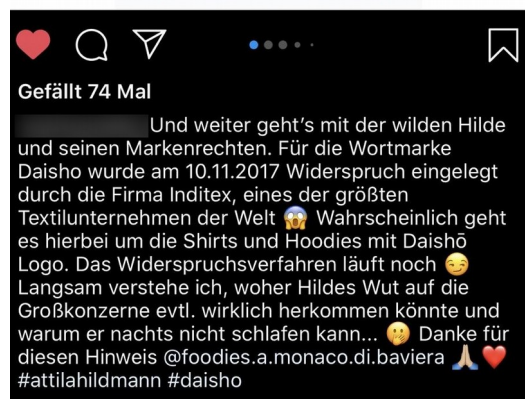 Gefällt 74 Mal
Und weiter geht's mit der wilden Hilde
und seinen Markenrechten. Für die Wortmarke
Daisho wurde am 10.11.2017 Widerspruch eingelegt
durch die Firma Inditex, eines der größten
Textilunternehmen der Welt 😱 Wahrscheinlich geht
es hierbei um die Shirts und Hoodies mit Daishō
Logo. Das Widerspruchsverfahren läuft noch 😏
Langsam verstehe ich, woher Hildes Wut auf die
Großkonzerne evtl. wirklich herkommen könnte und
warum er nachts nicht schlafen kann... 🤭 Danke für
diesen Hinweis @foodies.a.monaco.di.baviera 🙏🏼❤️
#attilahildmann #daisho